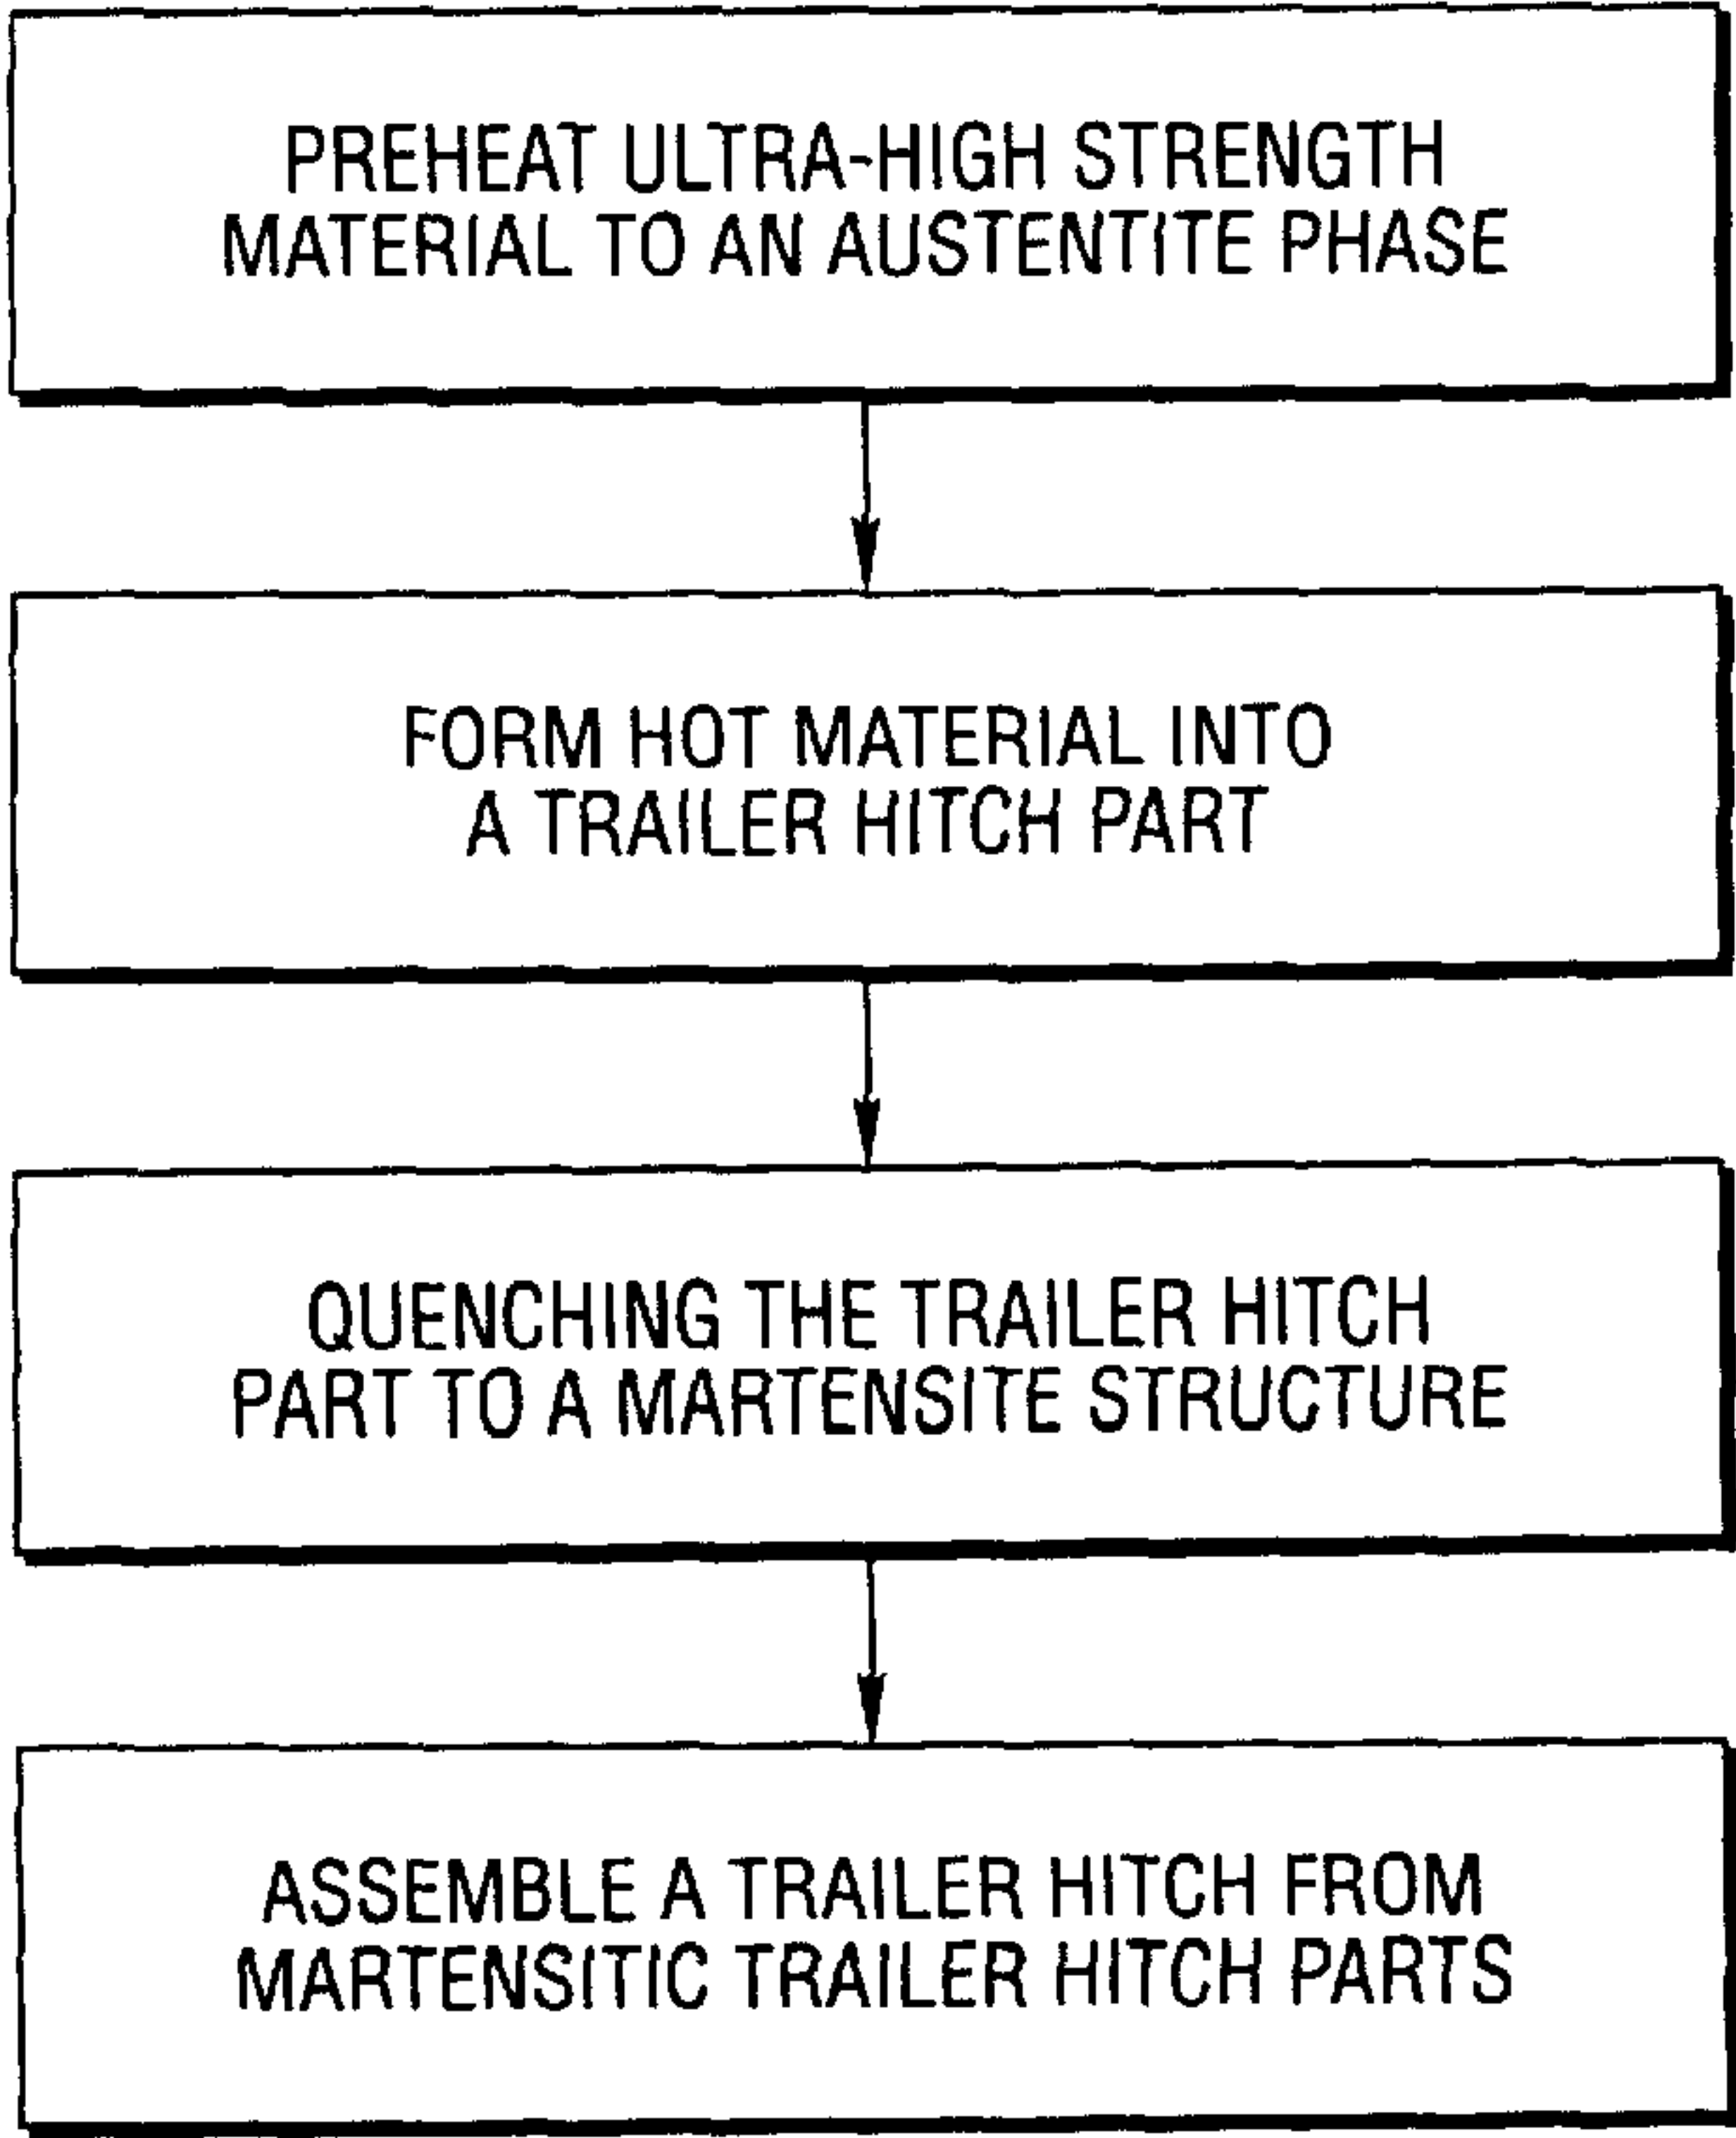 PREHEAT ULTRA-HIGH STRENGTH
MATERIAL TO AN AUSTENTITE PHASE
FORM HOT MATERIAL INTO
A TRAILER HITCH PART
QUENCHING THE TRAILER HITCH
PART TO A MARTENSITE STRUCTURE
ASSEMBLE A TRAILER HITCH FROM
MARTENSITIC TRAILER HITCH PARTS